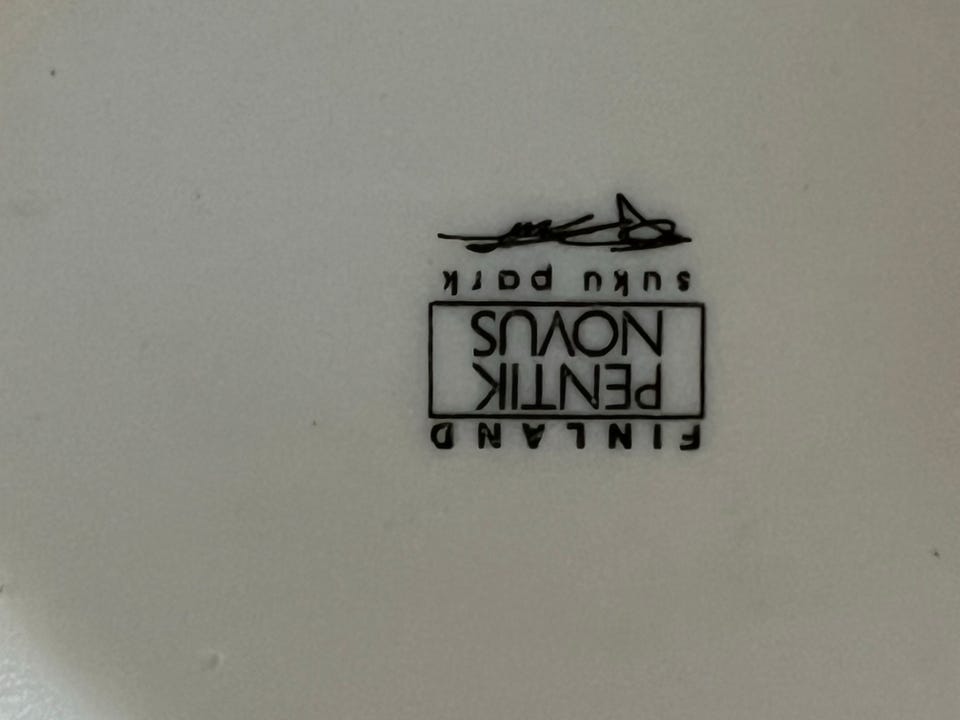 FINLAND
PENTIK
NOVUS
suku park